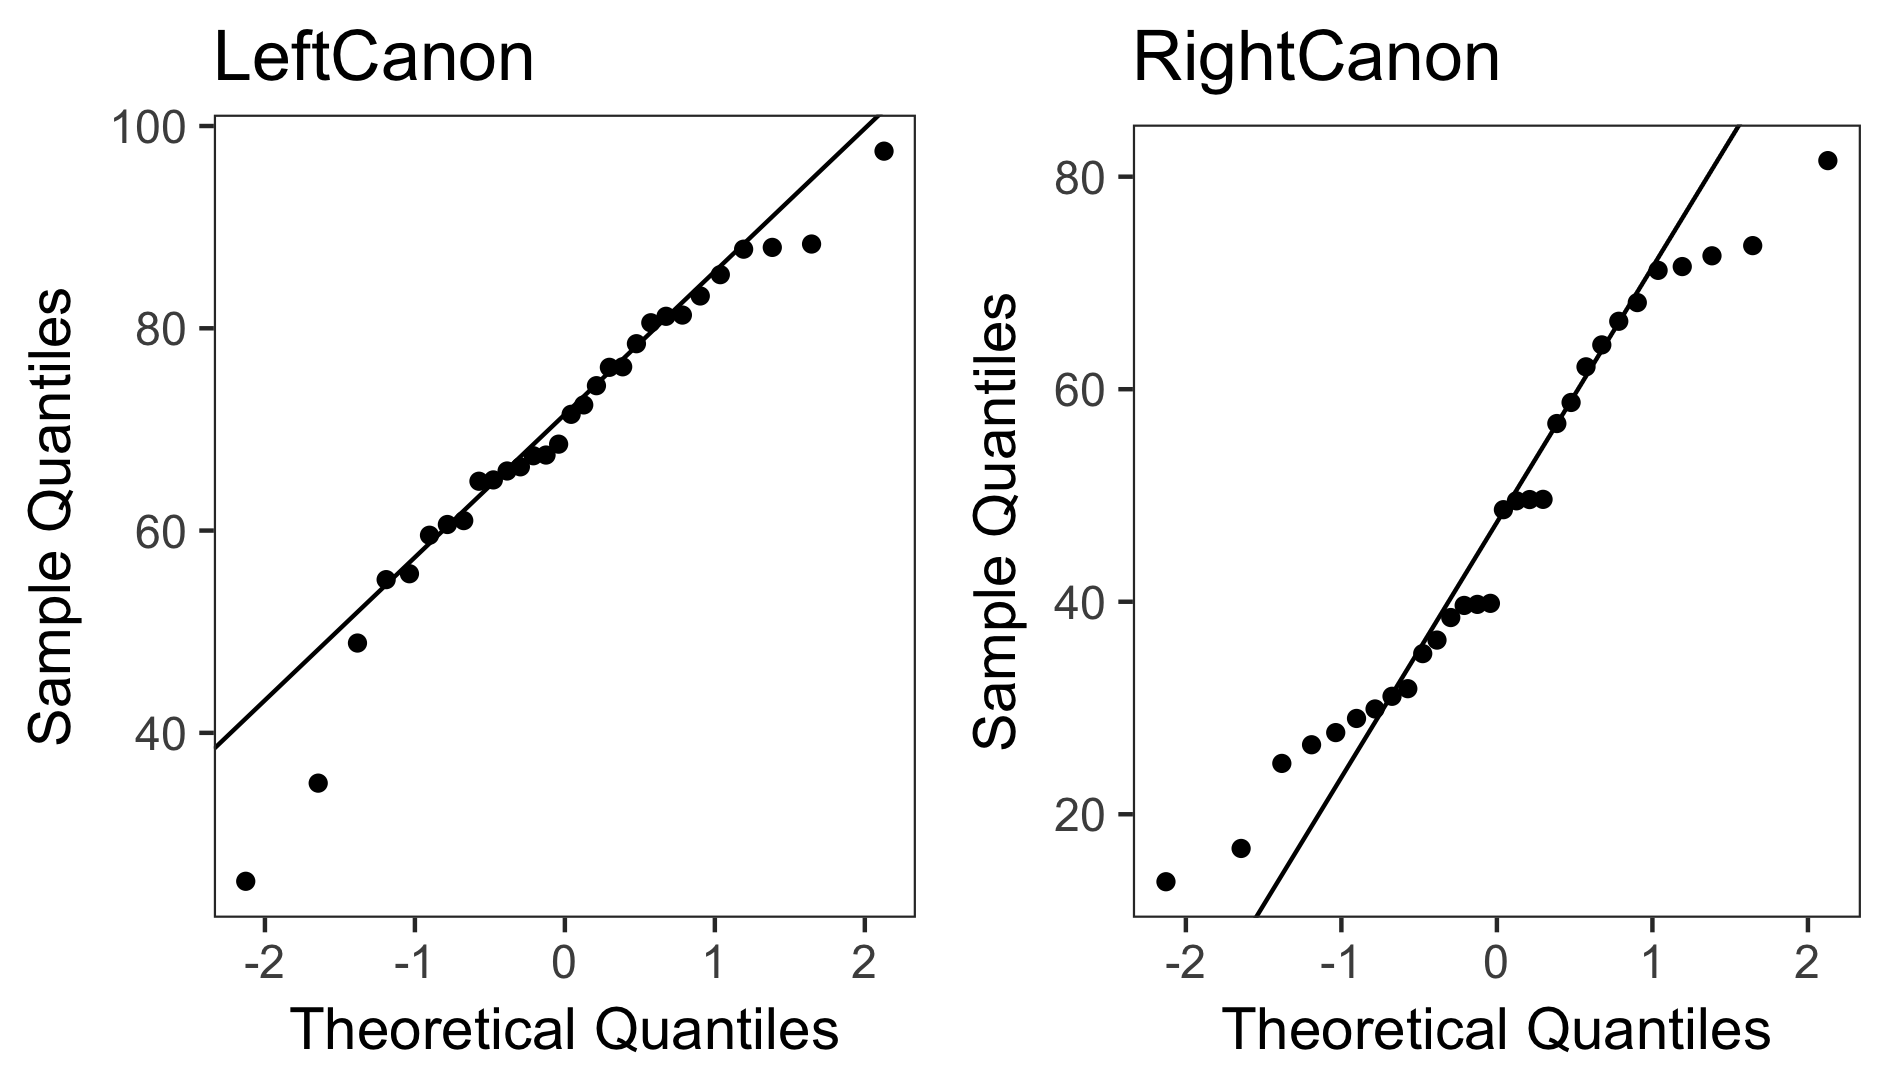 LeftCanon
100
80
60
40
-2 -1 0 1 2
Theoretical Quantiles
Sample Quantiles
RightCanon
80
60
40
20
-2 -1 0 1 2
Theoretical Quantiles
Sample Quantiles